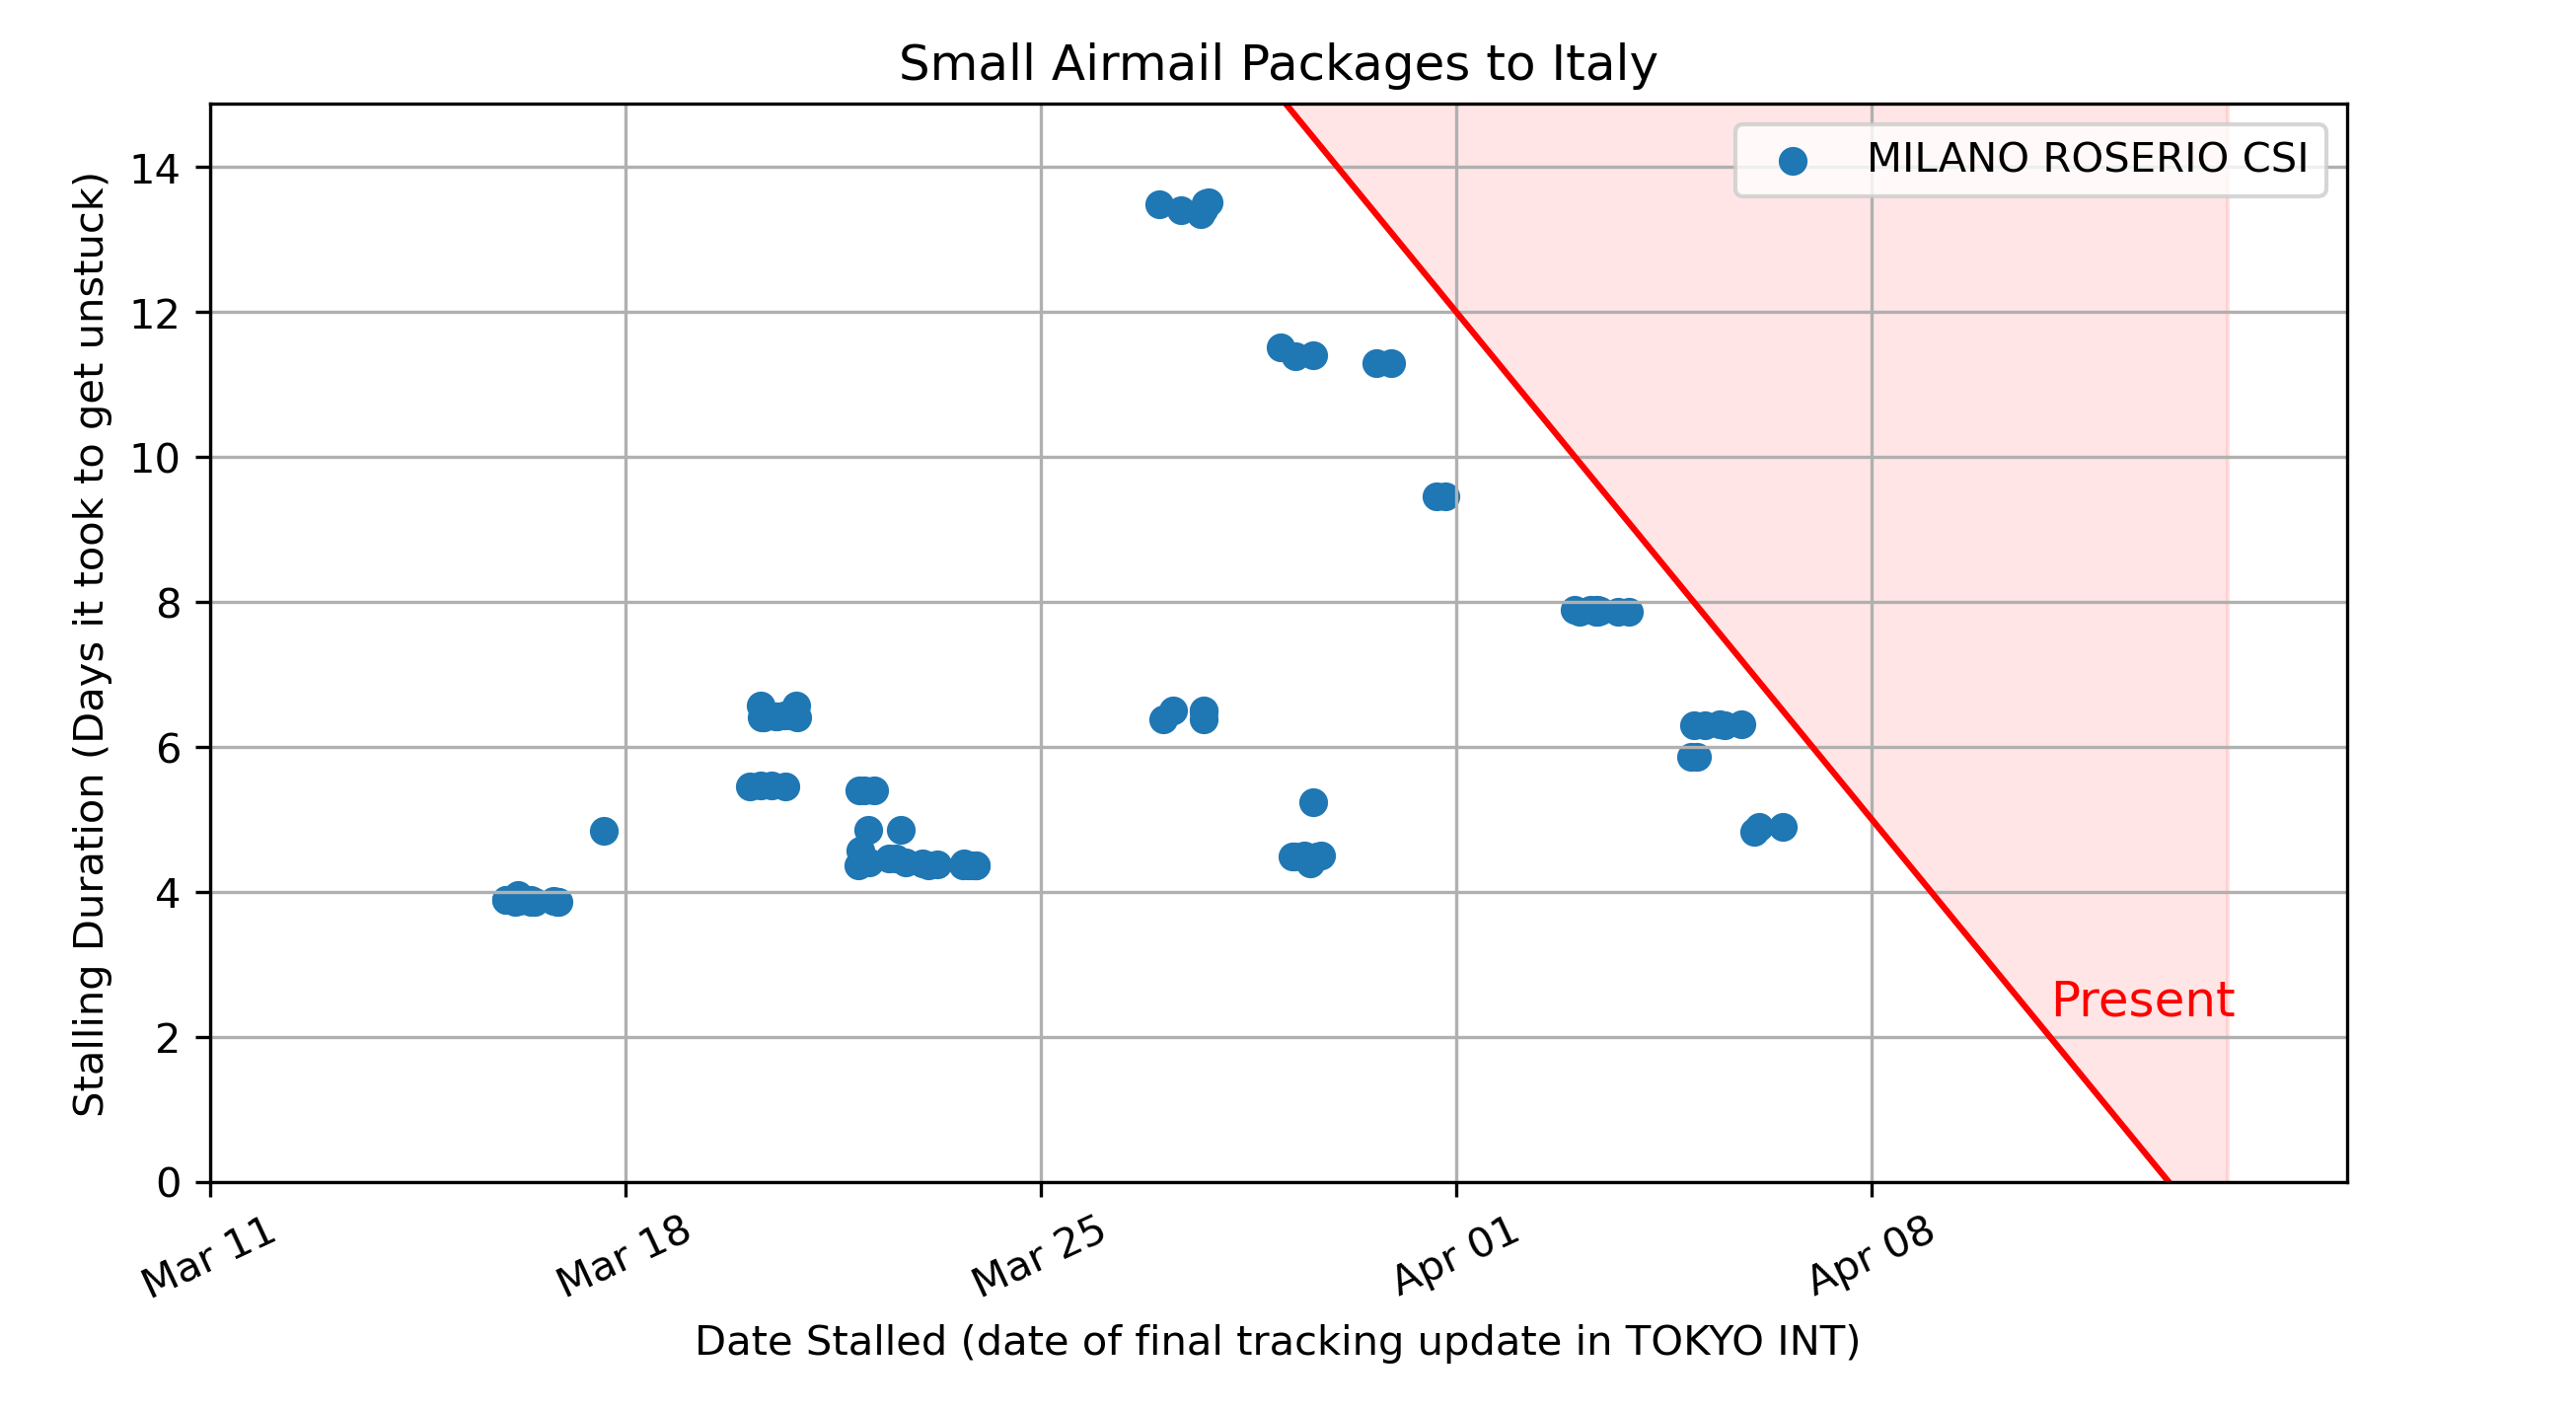 Small Airmail Packages to Italy
MILANO ROSERIO CSI
Stalling Duration (Days it took to get unstuck)
14
12
10
8
6
4
2
0
Present
Mar 11
Mar 18
Mar 25
Apr 01
Apr 08
Date Stalled (date of final tracking update in TOKYO INT)